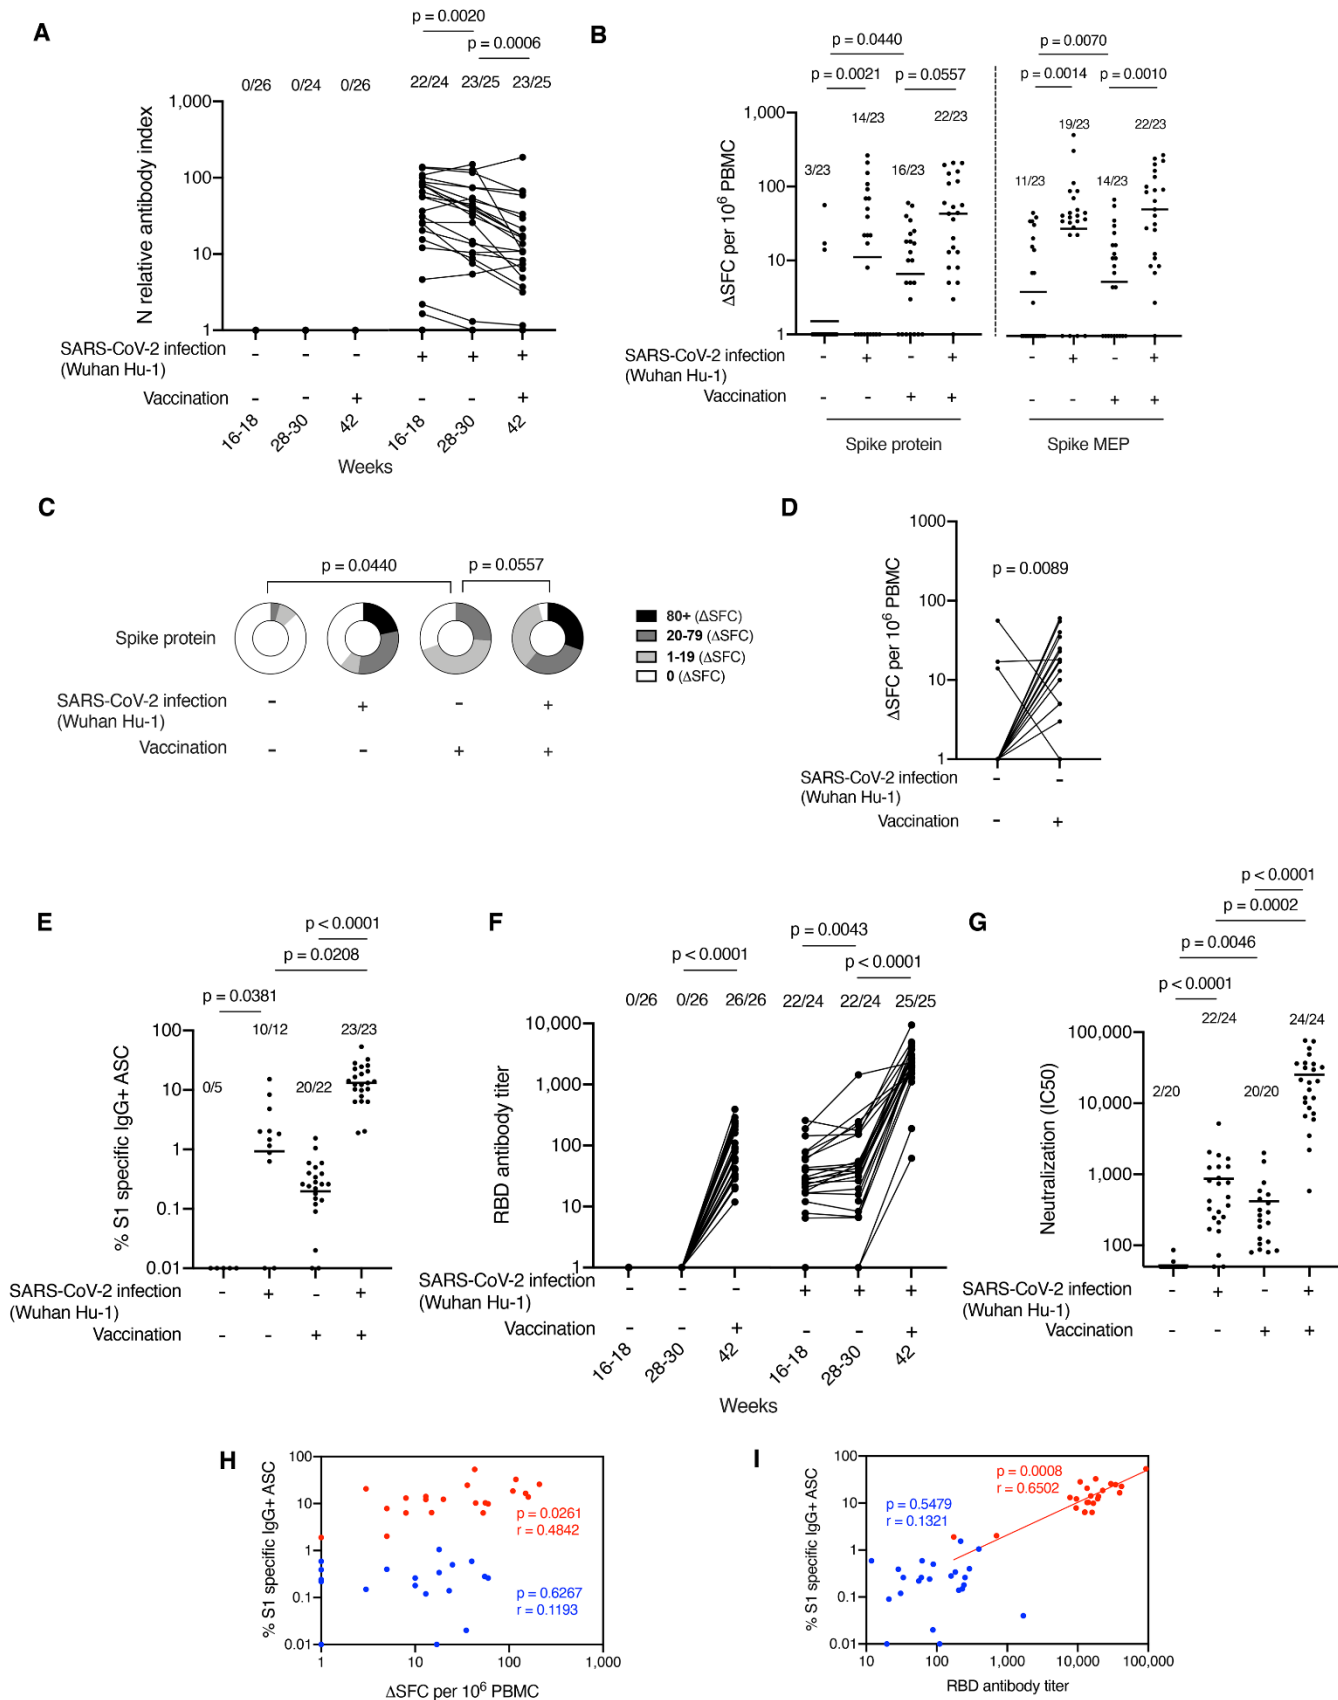 A
p = 0.0020
p = 0.0006
0/26 0/24 0/26 22/24 23/25 23/25
1,000
100
10
1
N relative antibody index
SARS-CoV-2 infection
(Wuhan Hu-1)
- - - + + +
Vaccination - - + - - +
16-18 28-30 42 16-18 28-30 42
Weeks
B
p = 0.0440 p = 0.0070
p = 0.0021 p = 0.0557 p = 0.0014 p = 0.0010
1,000
100
10
1
ΔSFC per 10⁶ PBMC
3/23 14/23 16/23 22/23 11/23 19/23 14/23 22/23
SARS-CoV-2 infection
(Wuhan Hu-1)
- + - + - + - +
Vaccination - - + + - - + +
Spike protein Spike MEP
C
p = 0.0440 p = 0.0557
Spike protein
80+ (ΔSFC)
20-79 (ΔSFC)
1-19 (ΔSFC)
0 (ΔSFC)
SARS-CoV-2 infection
(Wuhan Hu-1)
- + - +
Vaccination - - + +
D
1000
100
10
1
ΔSFC per 10⁶ PBMC
p = 0.0089
SARS-CoV-2 infection
(Wuhan Hu-1)
- -
Vaccination - +
E
p < 0.0001
p = 0.0208
p = 0.0381
0/5 10/12 20/22 23/23
100
10
1
0.1
0.01
% S1 specific IgG+ ASC
SARS-CoV-2 infection
(Wuhan Hu-1)
- + - +
Vaccination - - + +
F
p < 0.0001 p = 0.0043
p < 0.0001
0/26 0/26 26/26 22/24 22/24 25/25
10,000
1,000
100
10
1
RBD antibody titer
SARS-CoV-2 infection
(Wuhan Hu-1)
- - - + + +
Vaccination - - + - - +
16-18 28-30 42 16-18 28-30 42
Weeks
G
p < 0.0001
p = 0.0002
p = 0.0046
p < 0.0001
2/20 22/24 20/20 24/24
100,000
10,000
1,000
100
Neutralization (IC50)
SARS-CoV-2 infection
(Wuhan Hu-1)
- + - +
Vaccination - - + +
H
100
10
1
0.1
0.01
% S1 specific IgG+ ASC
p = 0.0261
r = 0.4842
p = 0.6267
r = 0.1193
1 10 100 1,000
ΔSFC per 10⁶ PBMC
I
100
10
1
0.1
0.01
% S1 specific IgG+ ASC
p = 0.0008
r = 0.6502
p = 0.5479
r = 0.1321
10 100 1,000 10,000 100,000
RBD antibody titer